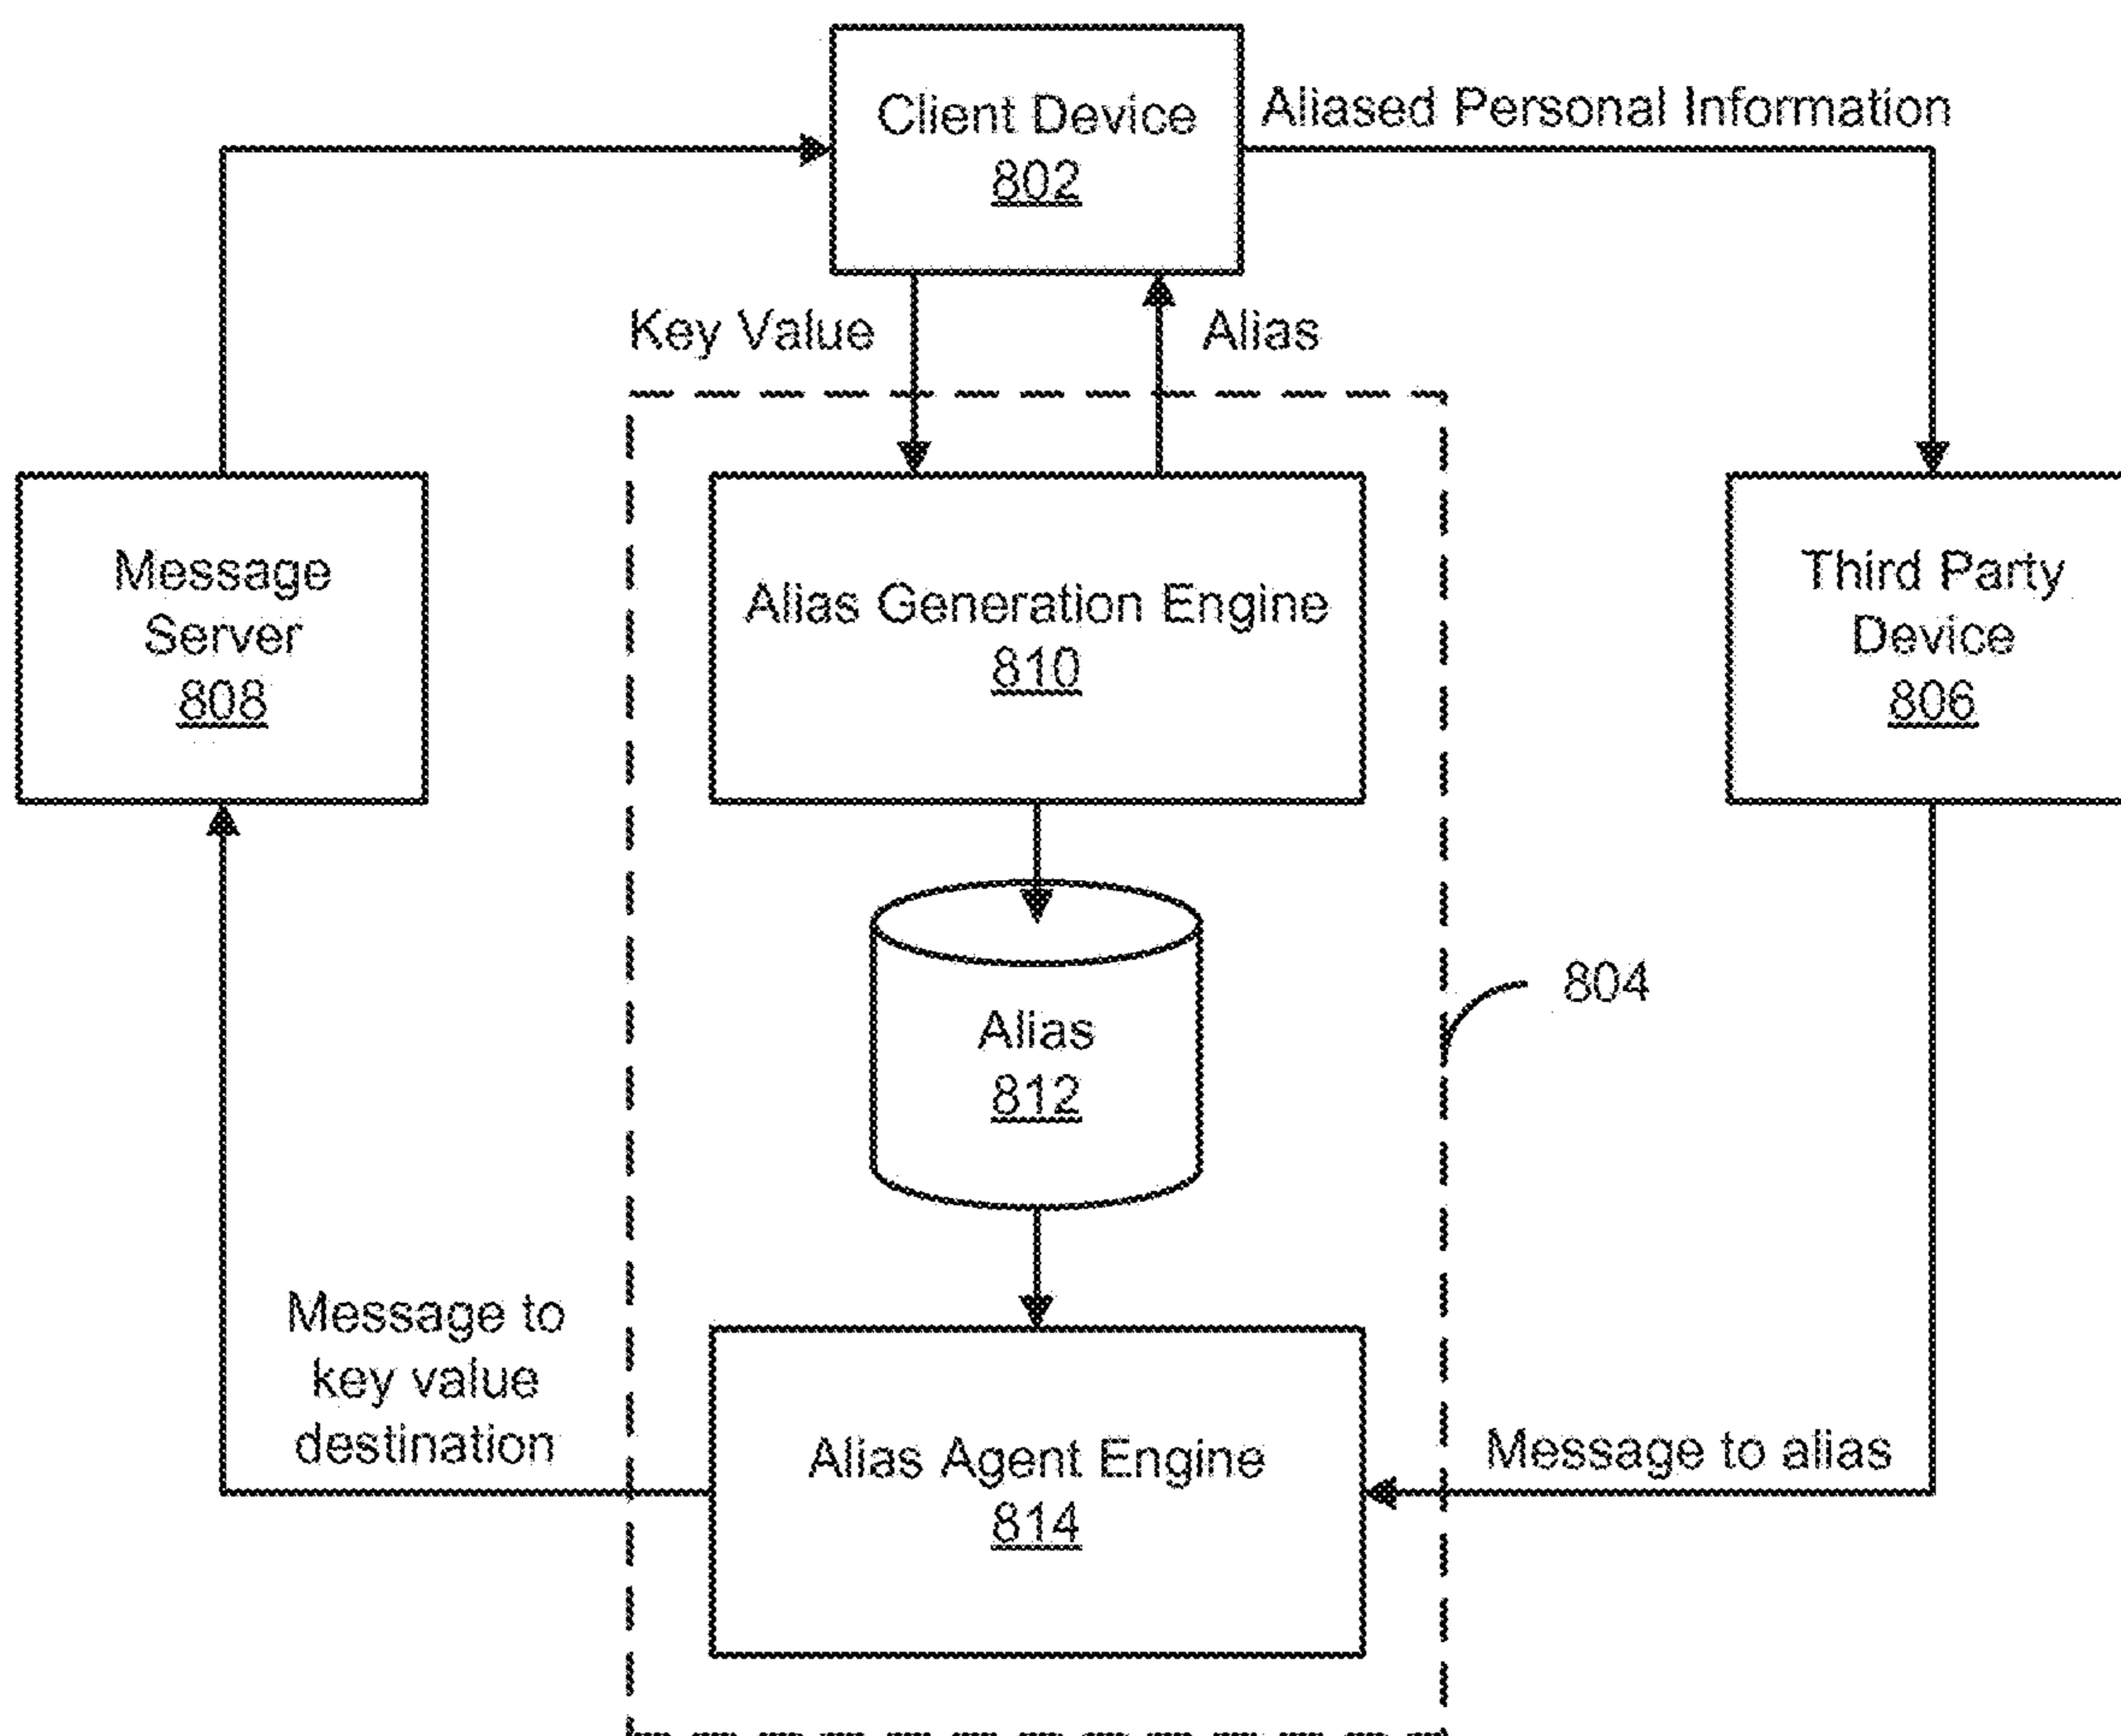 Client Device
802
Aliased Personal Information
Key Value
Alias
Message
Server
808
Alias Generation Engine
810
Third Party
Device
806
Alias
812
804
Message to
key value
destination
Alias Agent Engine
814
Message to alias